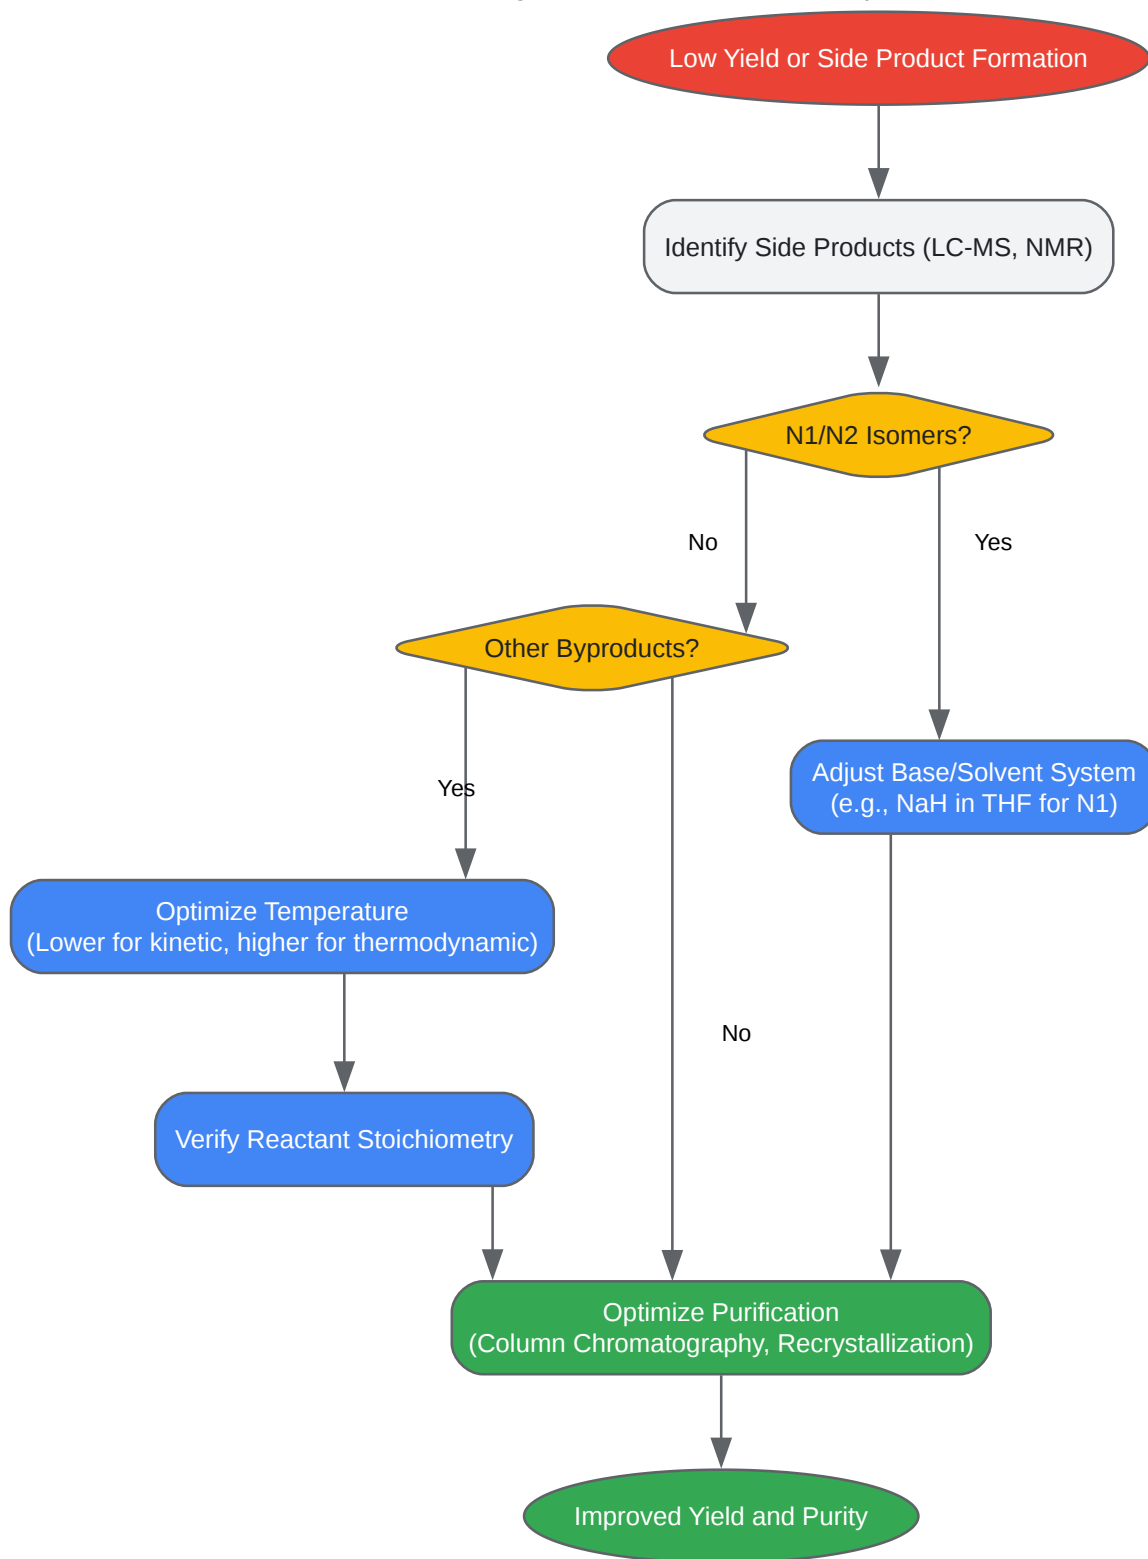 Low Yield or Side Product Formation
Identify Side Products (LC-MS, NMR)
N1/N2 Isomers?
No
Yes
Other Byproducts?
Adjust Base/Solvent System
(e.g., NaH in THF for N1)
Yes
Optimize Temperature
(Lower for kinetic, higher for thermodynamic)
No
Verify Reactant Stoichiometry
Optimize Purification
(Column Chromatography, Recrystallization)
Improved Yield and Purity